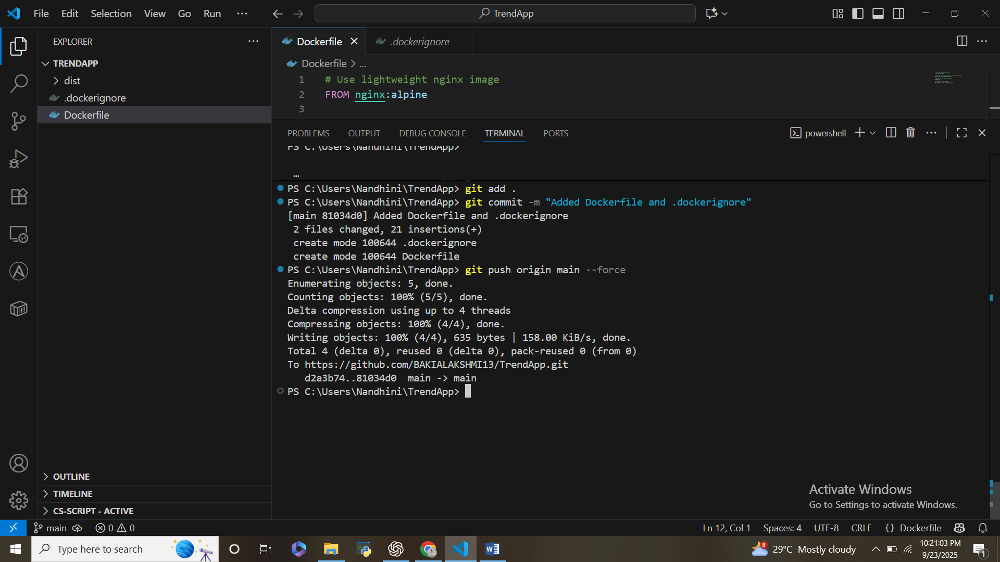 File Edit Selection View Go Run ···
TrendApp
EXPLORER
TRENDAPP
dist
.dockerignore
Dockerfile
OUTLINE
TIMELINE
CS-SCRIPT - ACTIVE
Dockerfile
.dockerignore
Dockerfile > ...
1 # Use lightweight nginx image
2 FROM nginx:alpine
3
PROBLEMS OUTPUT DEBUG CONSOLE TERMINAL PORTS
powershell
PS C:\Users\Nandhini\TrendApp>
…
PS C:\Users\Nandhini\TrendApp> git add .
PS C:\Users\Nandhini\TrendApp> git commit -m "Added Dockerfile and .dockerignore"
[main 81034d0] Added Dockerfile and .dockerignore
2 files changed, 21 insertions(+)
create mode 100644 .dockerignore
create mode 100644 Dockerfile
PS C:\Users\Nandhini\TrendApp> git push origin main --force
Enumerating objects: 5, done.
Counting objects: 100% (5/5), done.
Delta compression using up to 4 threads
Compressing objects: 100% (4/4), done.
Writing objects: 100% (4/4), 635 bytes | 158.00 KiB/s, done.
Total 4 (delta 0), reused 0 (delta 0), pack-reused 0 (from 0)
To https://github.com/BAKIALAKSHMI13/TrendApp.git
d2a3b74..81034d0 main -> main
PS C:\Users\Nandhini\TrendApp>
Activate Windows
Go to Settings to activate Windows.
main 0 0
Ln 12, Col 1 Spaces: 4 UTF-8 CRLF {} Dockerfile
Type here to search
8
29°C Mostly cloudy
10:21:03 PM
9/23/2025
1